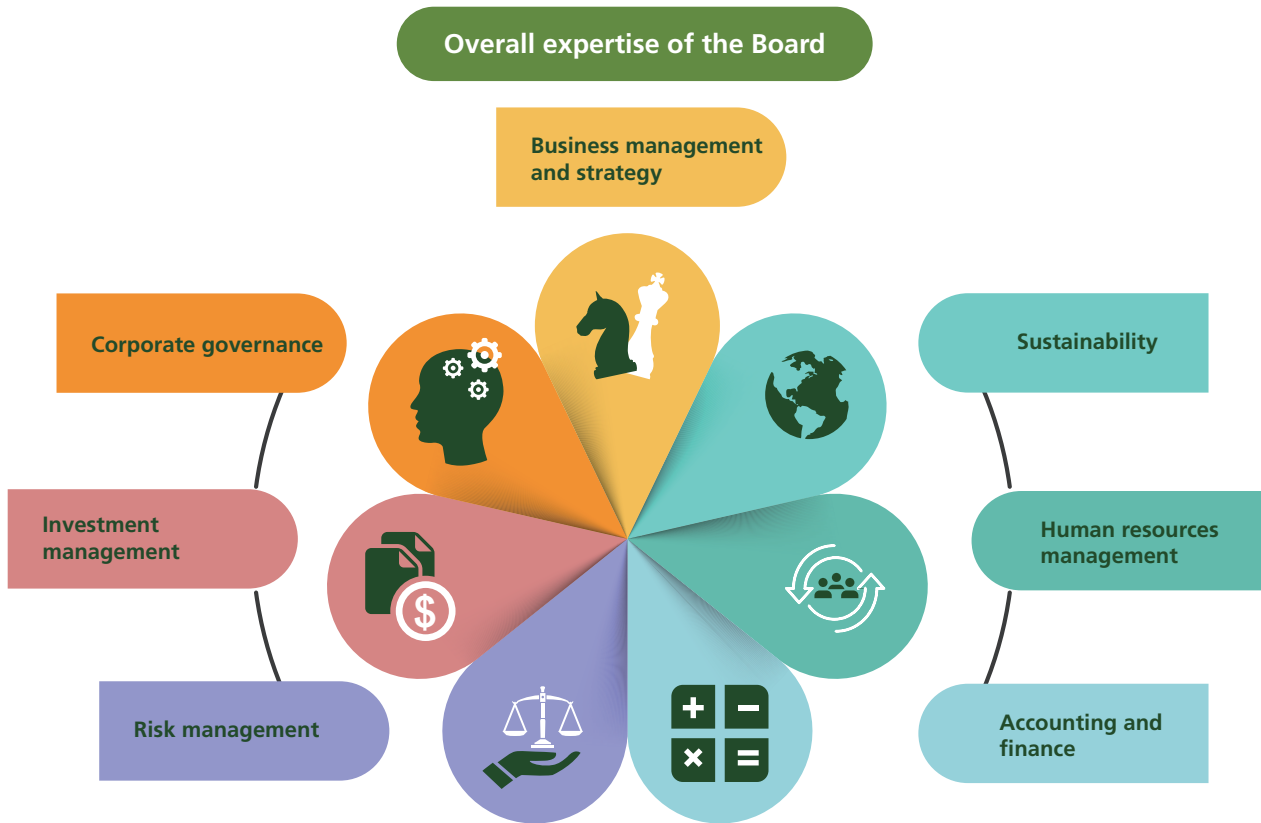 Overall expertise of the Board
Business management
and strategy
Corporate governance
Sustainability
Investment
management
Human resources
management
$
Risk management
Accounting and
finance
+ −
× =